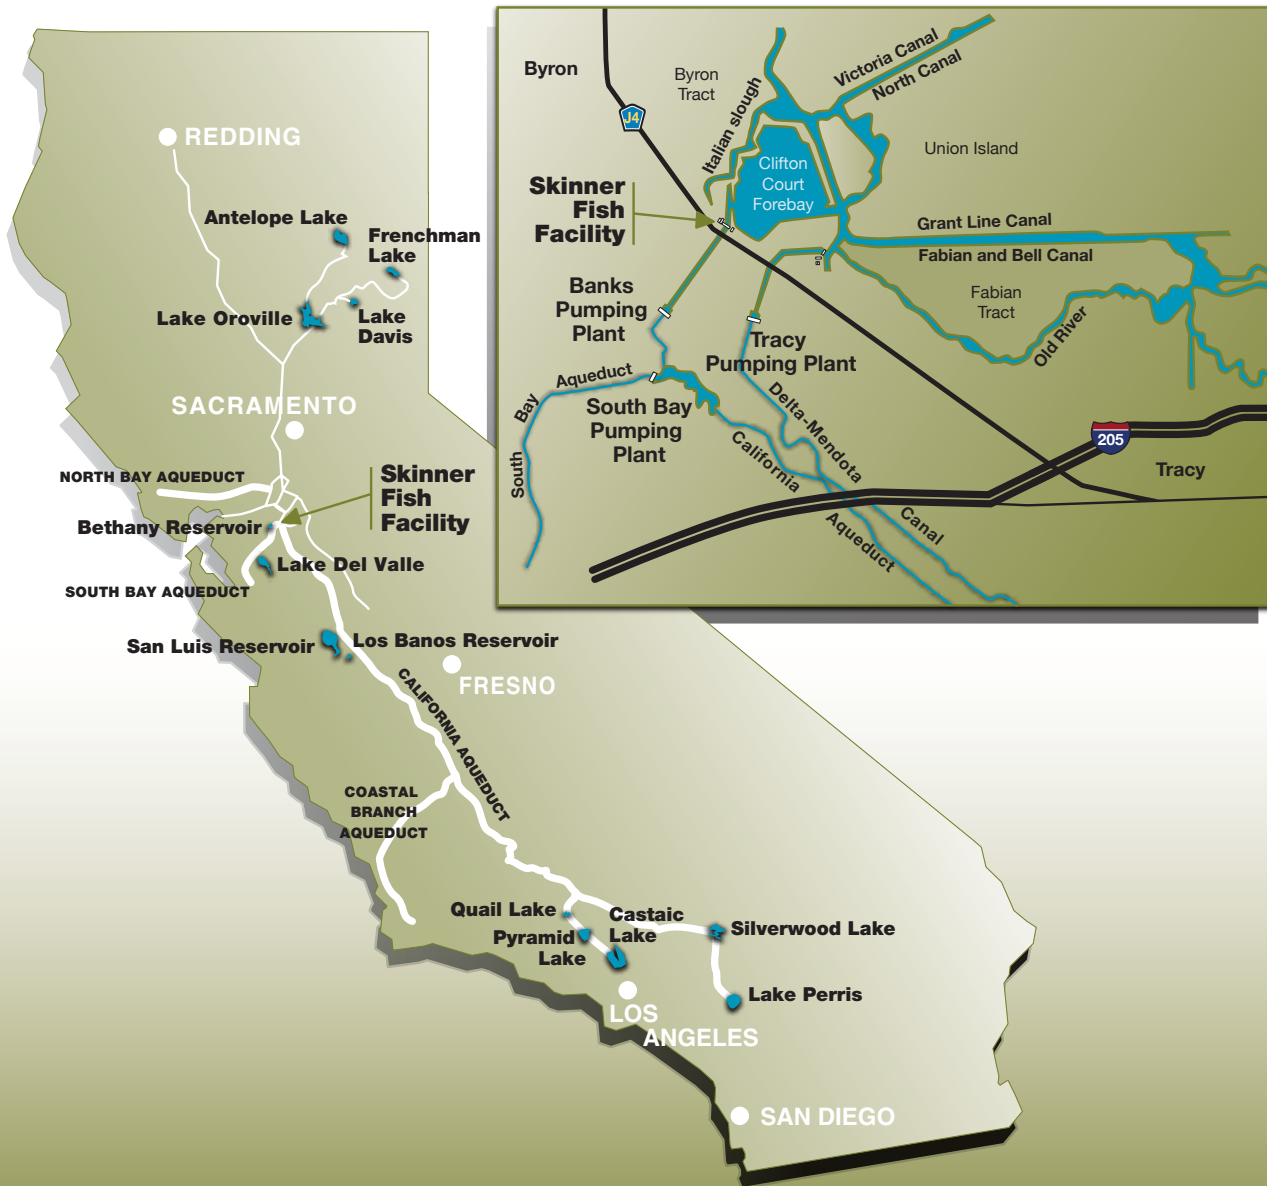 REDDING
Antelope Lake
Frenchman
Lake
Lake Oroville
Lake
Davis
SACRAMENTO
NORTH BAY AQUEDUCT
Skinner
Fish
Facility
Bethany Reservoir
Lake Del Valle
SOUTH BAY AQUEDUCT
San Luis Reservoir
Los Banos Reservoir
FRESNO
CALIFORNIA AQUEDUCT
COASTAL
BRANCH
AQUEDUCT
Quail Lake
Castaic
Lake
Pyramid
Lake
Silverwood Lake
Lake Perris
LOS
ANGELES
SAN DIEGO
Byron
Byron
Tract
J4
Italian slough
Victoria Canal
North Canal
Union Island
Clifton
Court
Forebay
Skinner
Fish
Facility
Grant Line Canal
Fabian and Bell Canal
Fabian
Tract
Old River
Banks
Pumping
Plant
Tracy
Pumping Plant
South Bay Aqueduct
South Bay
Pumping
Plant
Delta-Mendota Canal
California Aqueduct
205
Tracy